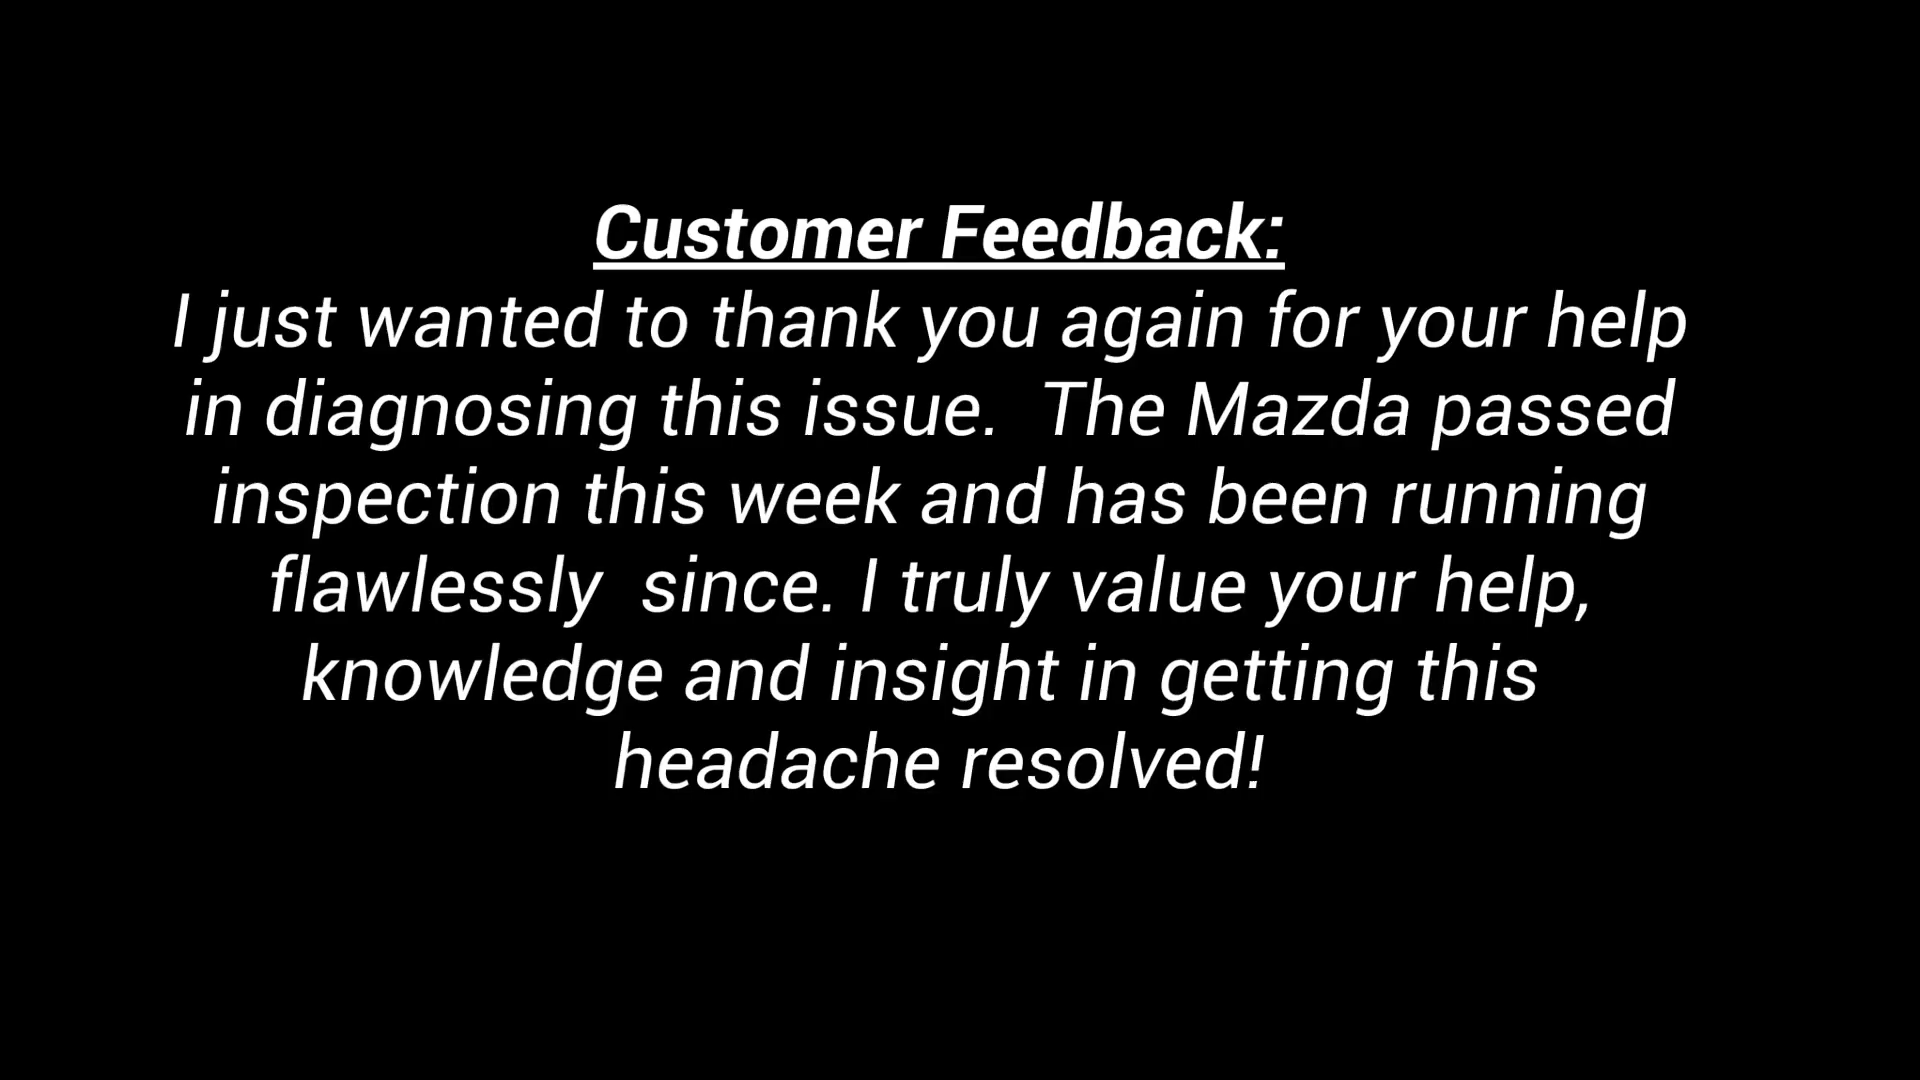 Customer Feedback:
I just wanted to thank you again for your help
in diagnosing this issue.  The Mazda passed
inspection this week and has been running
flawlessly  since. I truly value your help,
knowledge and insight in getting this
headache resolved!